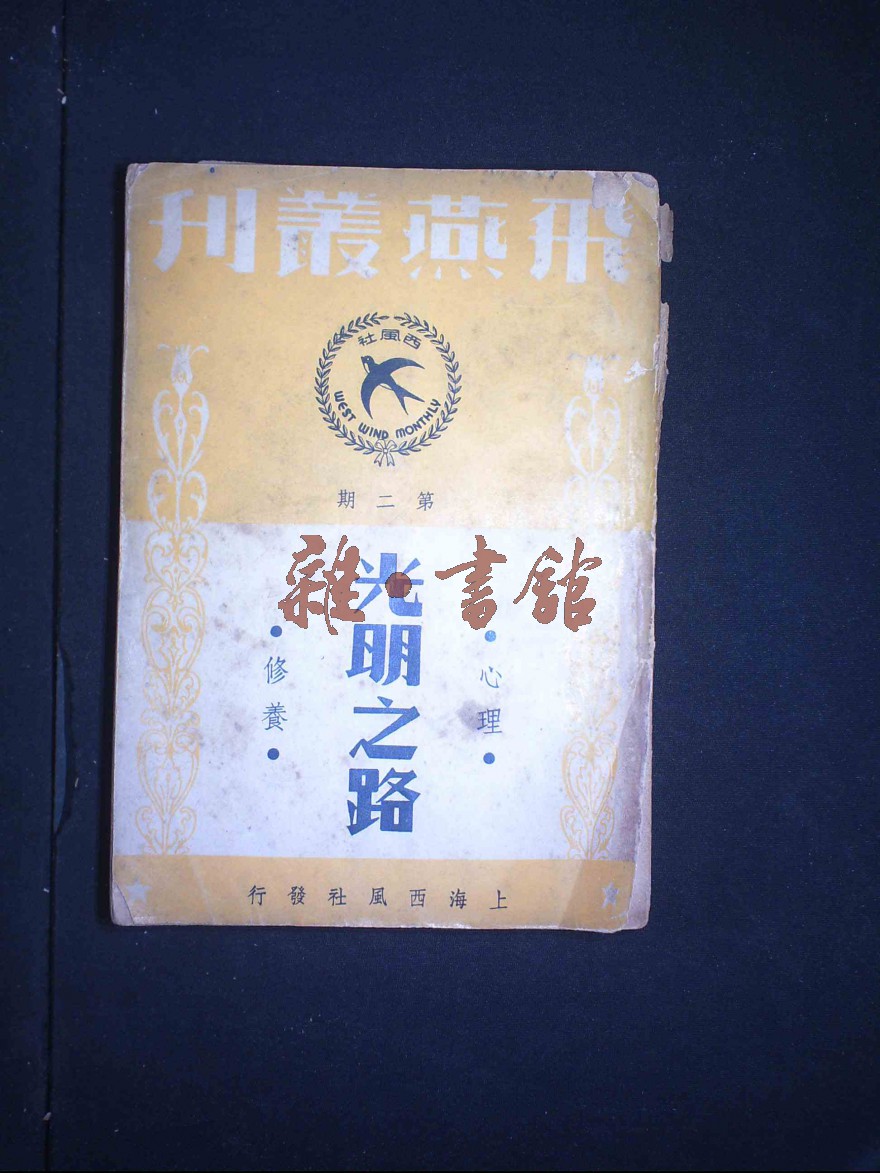 飛燕叢刊
西風社
WEST WIND MONTHLY
第二期
雜·書館
心理
光明之路
修養
上海西風社發行